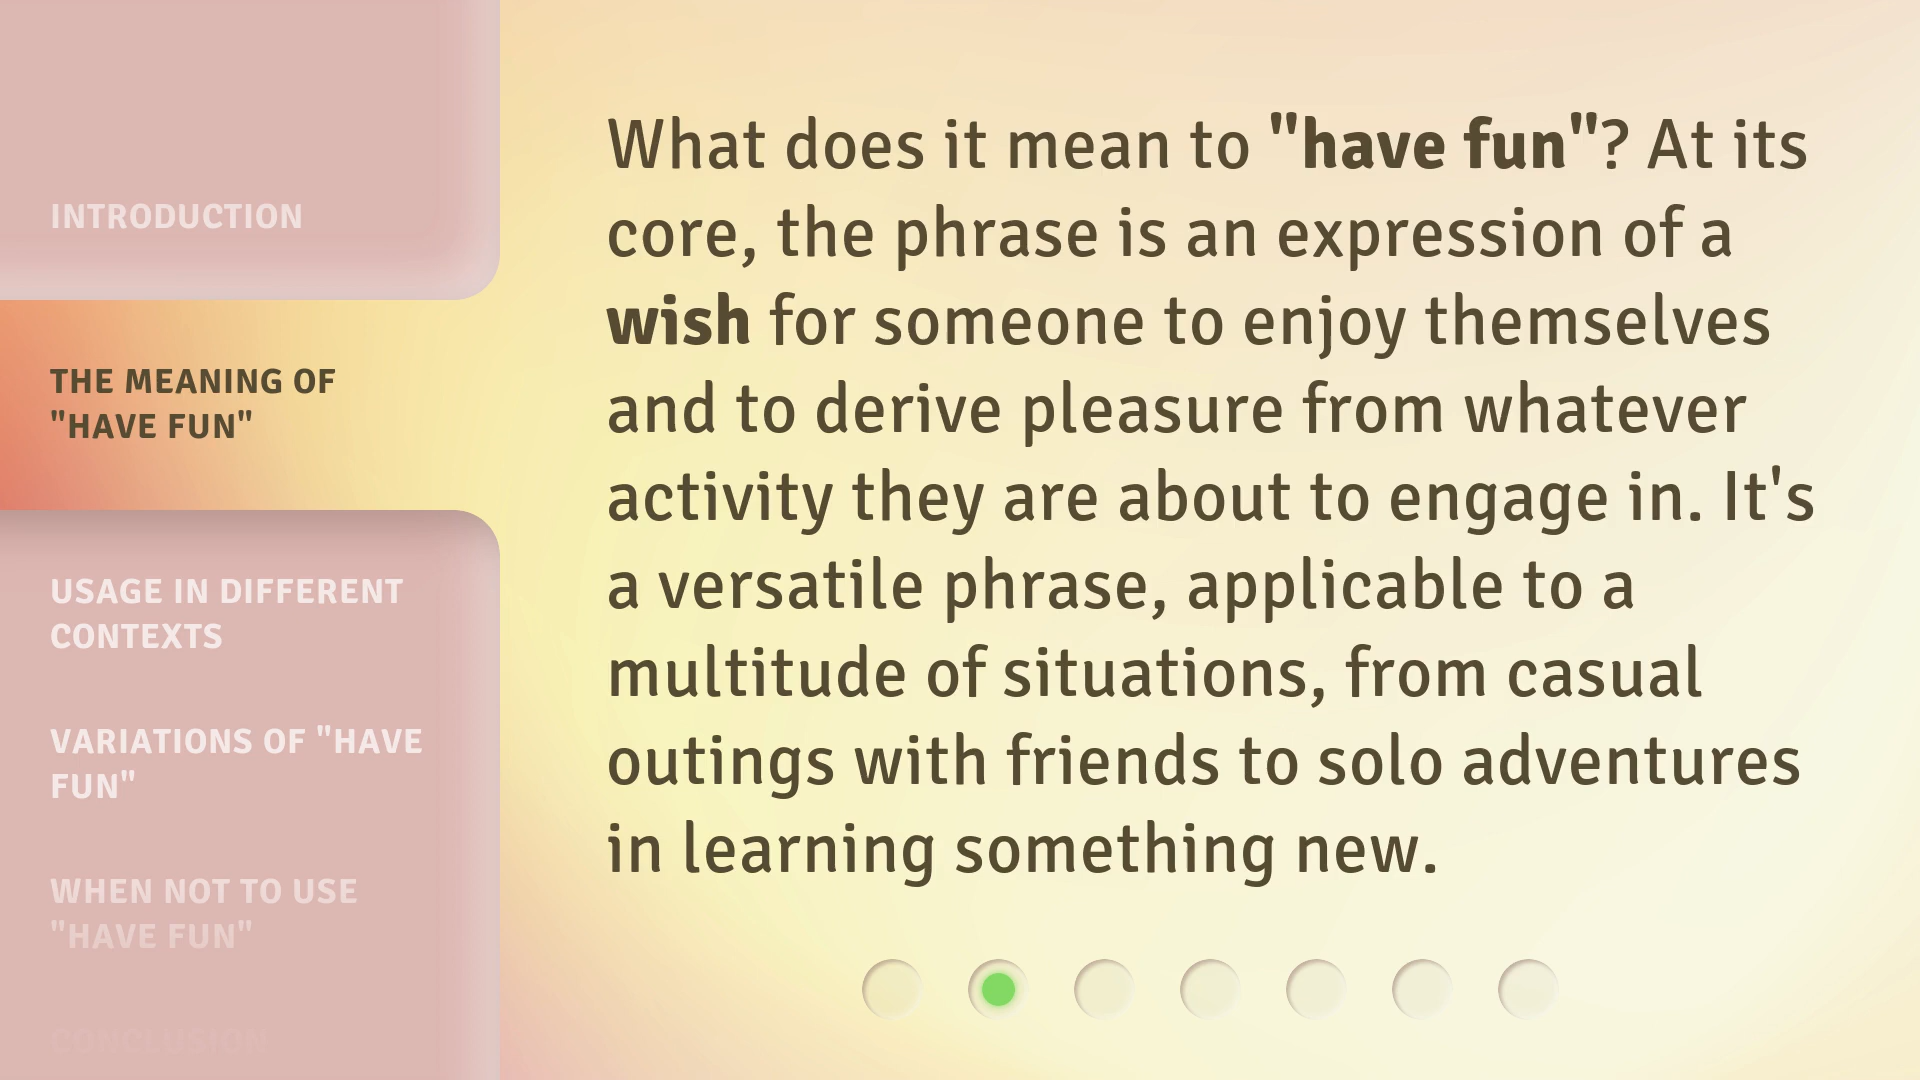 INTRODUCTION
THE MEANING OF
"HAVE FUN"
USAGE IN DIFFERENT
CONTEXTS
VARIATIONS OF "HAVE
FUN"
WHEN NOT TO USE
"HAVE FUN"
CONCLUSION
What does it mean to "have fun"? At its
core, the phrase is an expression of a
wish for someone to enjoy themselves
and to derive pleasure from whatever
activity they are about to engage in. It's
a versatile phrase, applicable to a
multitude of situations, from casual
outings with friends to solo adventures
in learning something new.